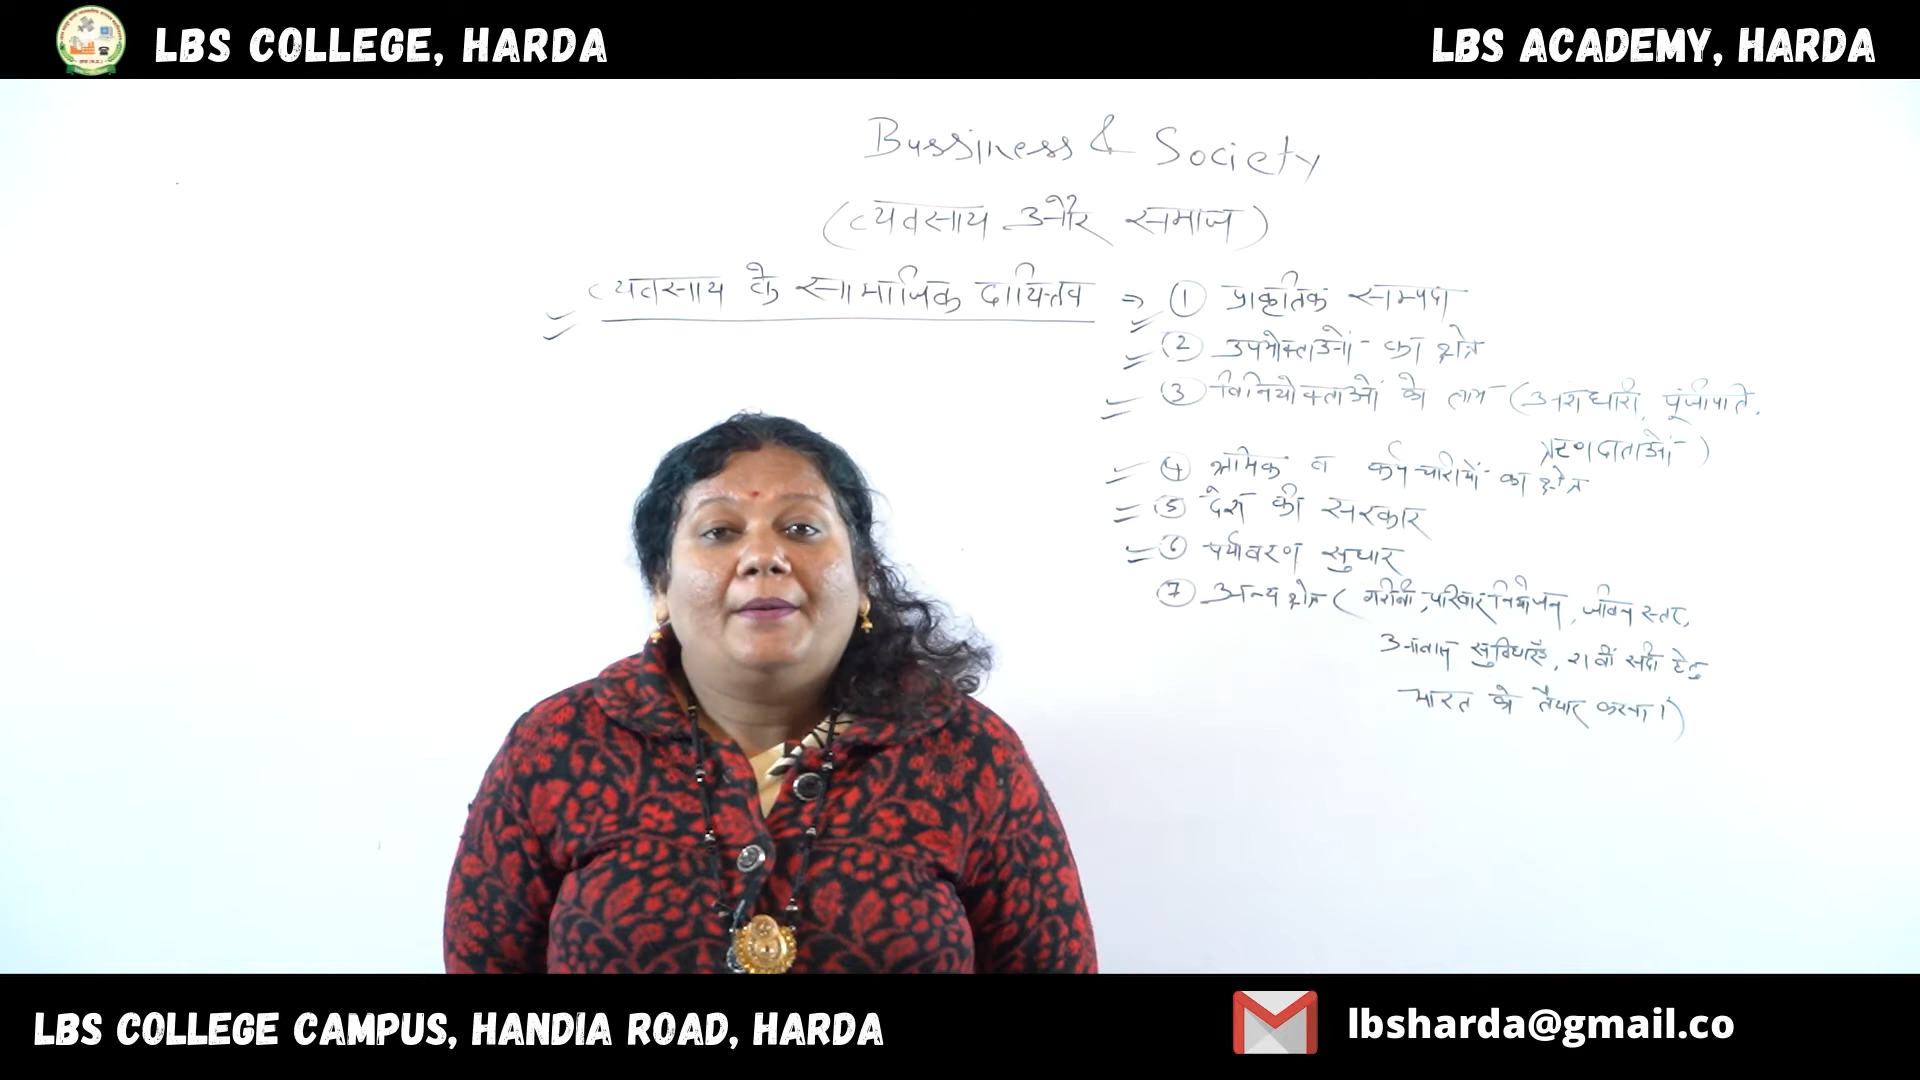 LBS COLLEGE, HARDA
LBS ACADEMY, HARDA
Bussiness & Society
(व्यवसाय और समाज)
व्यवसाय के सामाजिक दायित्व ⇒ ① प्राकृतिक सम्पदा
② उपभोक्ताओं का क्षेत्र
③ विनियोक्ताओं को लाभ (अंशधारी, पूंजीपति,
ऋणदाताओं)
④ श्रमिक व कर्मचारियों का क्षेत्र
⑤ देश की सरकार
⑥ पर्यावरण सुधार
⑦ अन्य क्षेत्र (गरीबी, परिवार नियोजन, जीवन स्तर,
आवास सुविधाएँ, 21वीं सदी हेतु
भारत को तैयार करना।)
LBS COLLEGE CAMPUS, HANDIA ROAD, HARDA
lbsharda@gmail.co